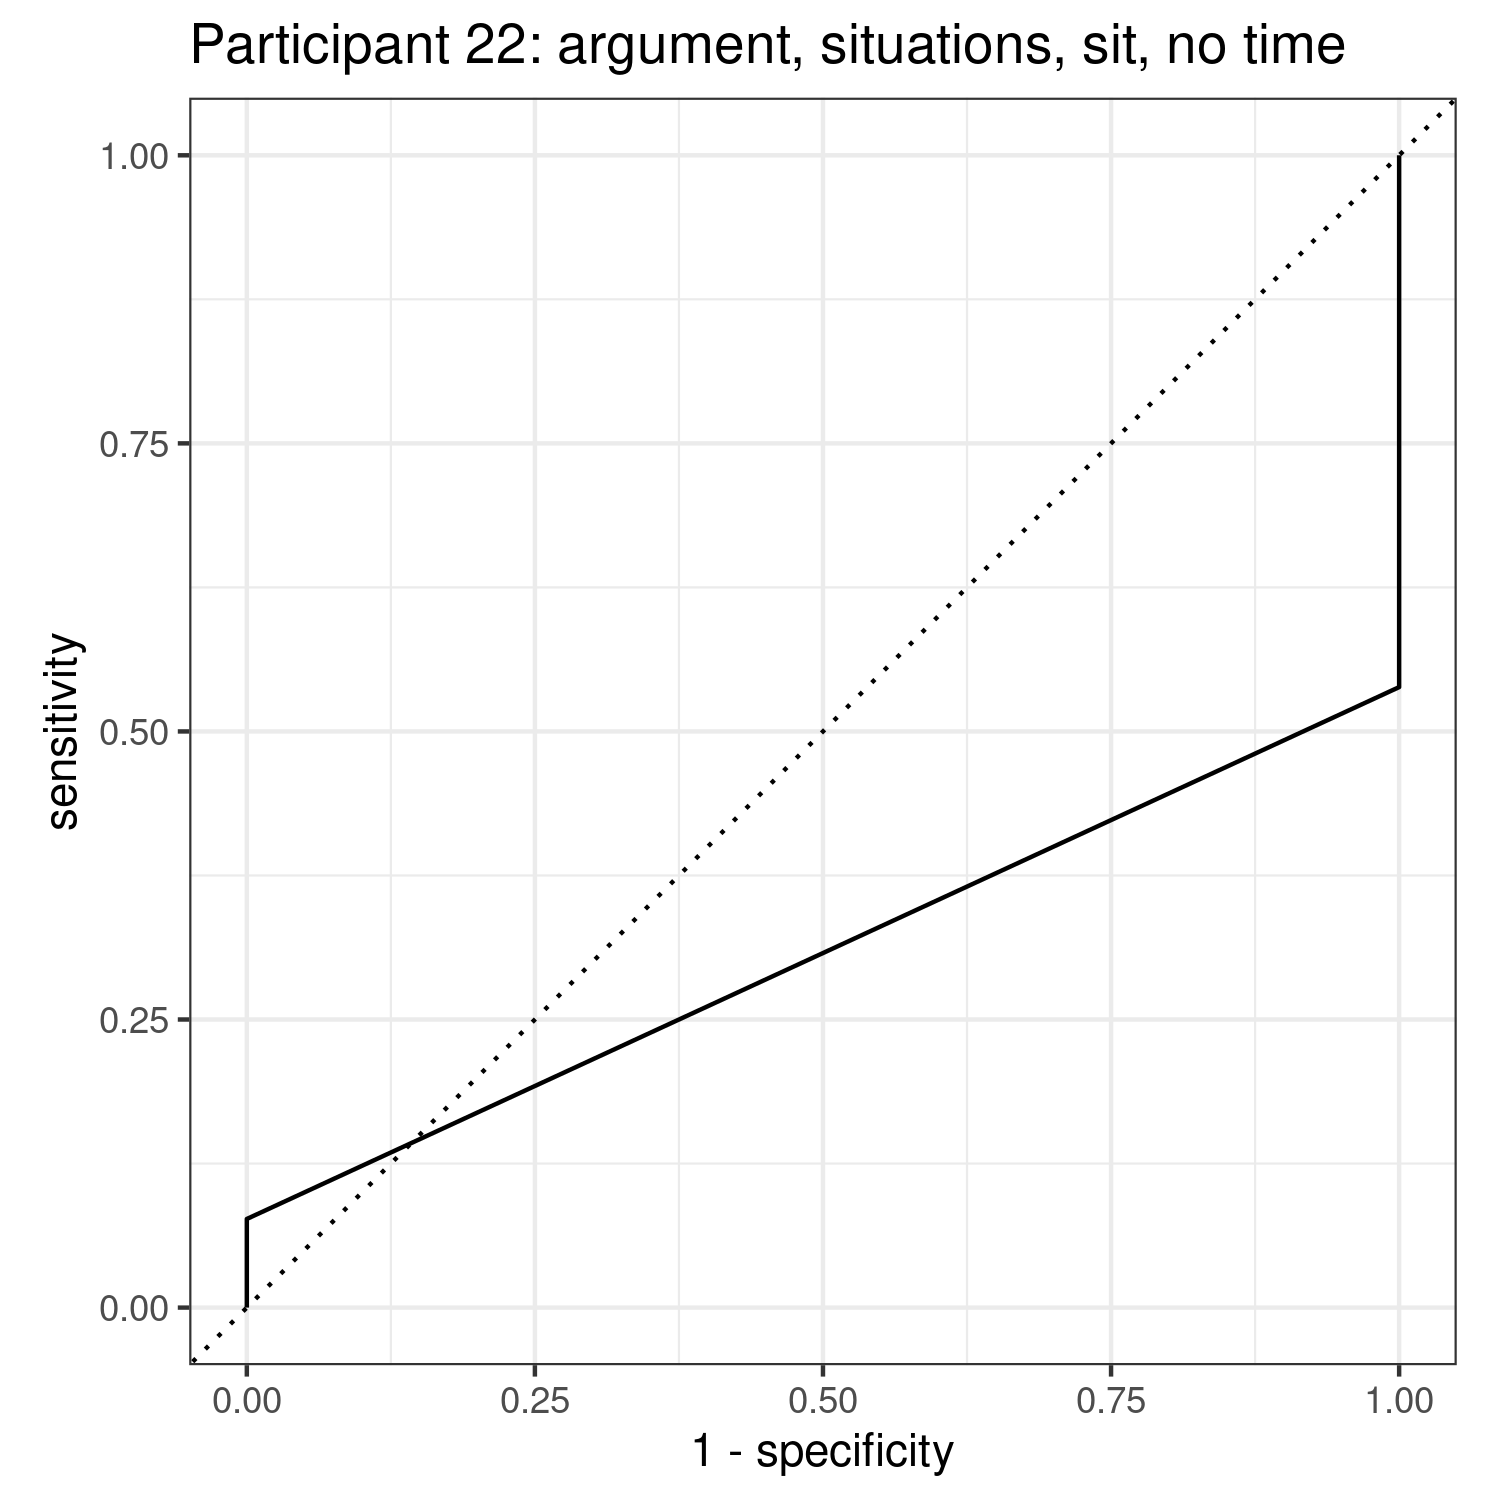 Participant 22: argument, situations, sit, no time
1.00
0.75
0.50
0.25
0.00
sensitivity
0.00 0.25 0.50 0.75 1.00
1 - specificity